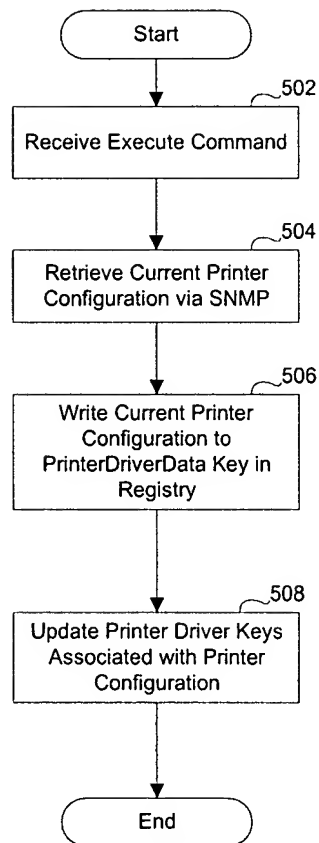 Start
502
Receive Execute Command
504
Retrieve Current Printer
Configuration via SNMP
506
Write Current Printer
Configuration to
PrinterDriverData Key in
Registry
508
Update Printer Driver Keys
Associated with Printer
Configuration
End